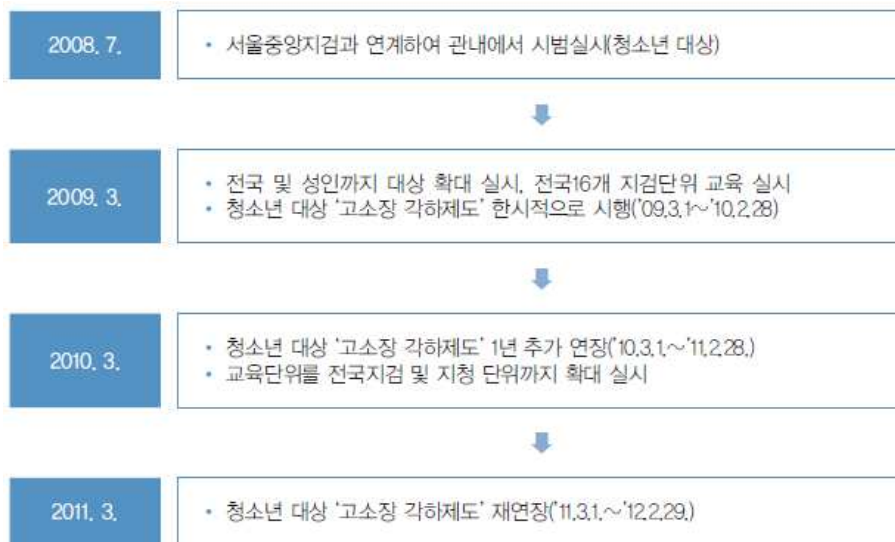 2008. 7.
• 서울중앙지검과 연계하여 관내에서 시범실시(청소년 대상)
2009. 3.
• 전국 및 성인까지 대상 확대 실시, 전국16개 지검단위 교육 실시
• 청소년 대상 '고소장 각하제도' 한시적으로 시행('09.3.1～'10.2.28)
2010. 3.
• 청소년 대상 '고소장 각하제도' 1년 추가 연장('10.3.1.～'11.2.28.)
• 교육단위를 전국지검 및 지청 단위까지 확대 실시
2011. 3.
• 청소년 대상 '고소장 각하제도' 재연장('11.3.1.～'12.2.29.)